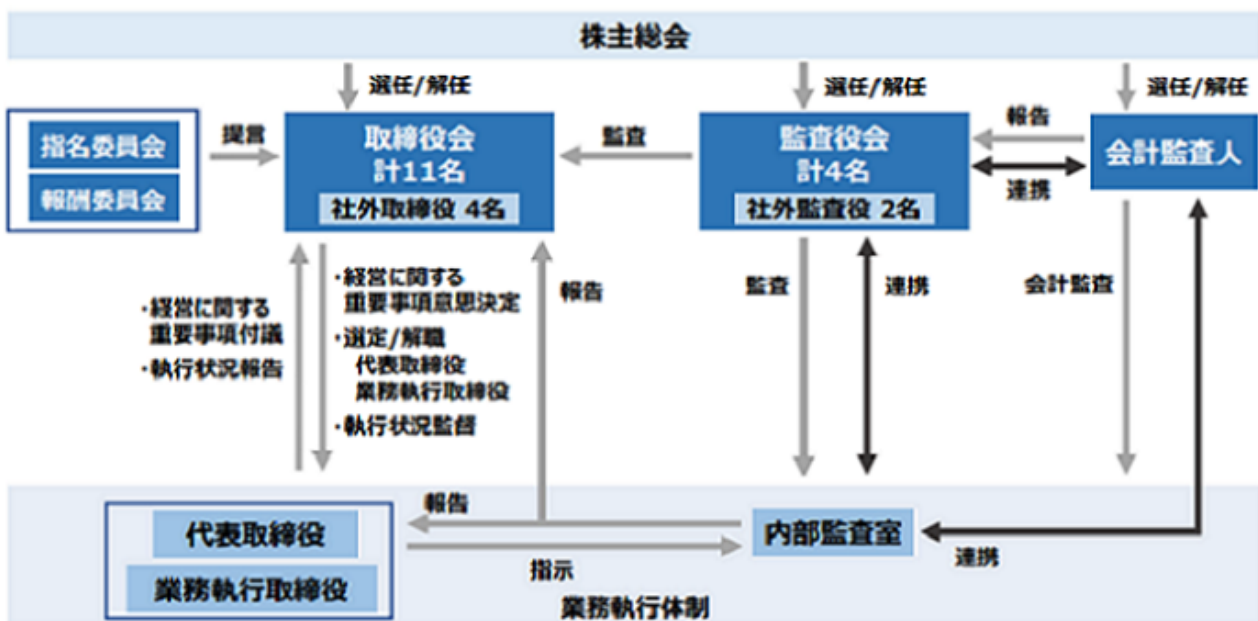 株主総会
選任/解任
選任/解任
選任/解任
指名委員会
報酬委員会
提言
取締役会
計11名
社外取締役 4名
監査
監査役会
計4名
社外監査役 2名
報告
連携
会計監査人
・経営に関する
重要事項付議
・執行状況報告
・経営に関する
重要事項意思決定
・選定/解職
代表取締役
業務執行取締役
・執行状況監督
報告
監査
連携
会計監査
代表取締役
業務執行取締役
報告
指示
内部監査室
連携
業務執行体制